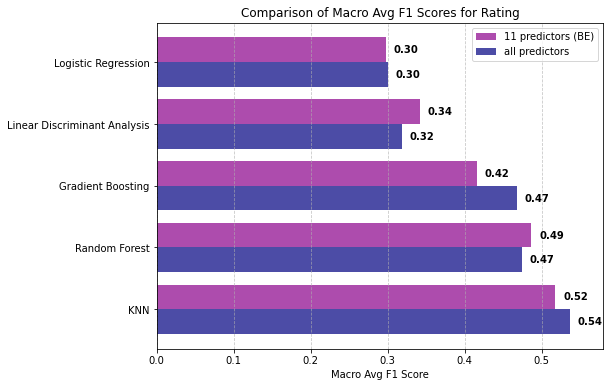 Comparison of Macro Avg F1 Scores for Rating
11 predictors (BE)
all predictors
Logistic Regression
0.30
0.30
Linear Discriminant Analysis
0.34
0.32
Gradient Boosting
0.42
0.47
Random Forest
0.49
0.47
KNN
0.52
0.54
0.0 0.1 0.2 0.3 0.4 0.5
Macro Avg F1 Score